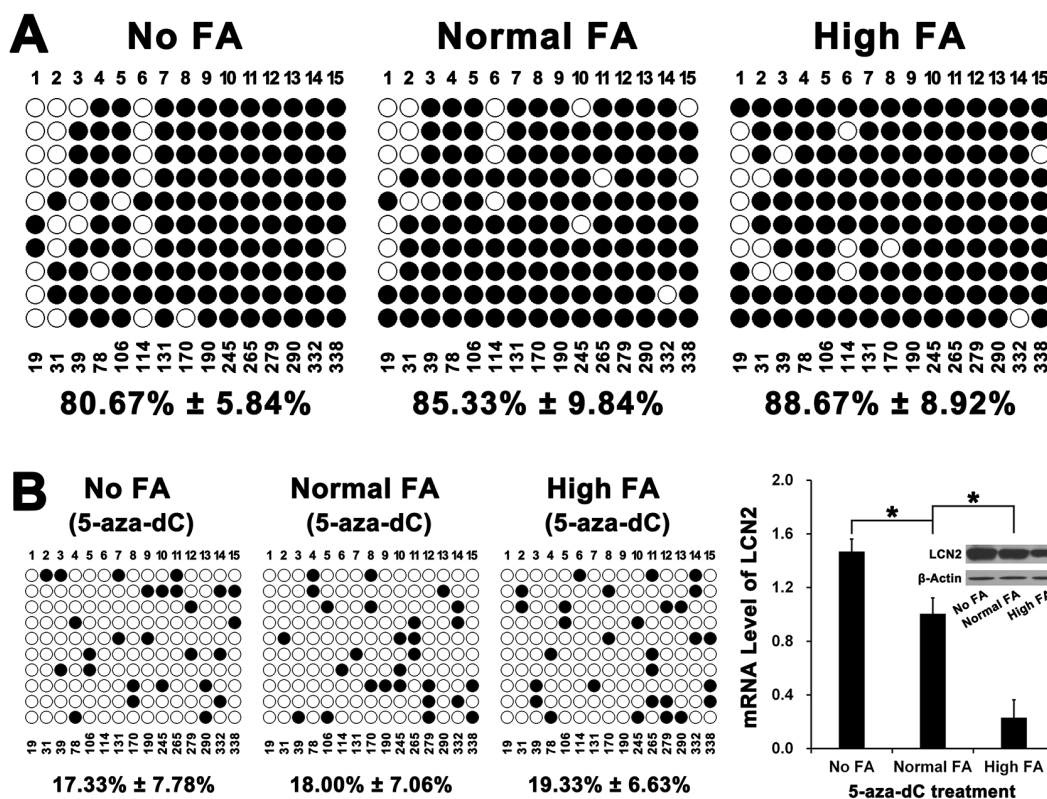 A
No FA
Normal FA
High FA
1 2 3 4 5 6 7 8 9 10 11 12 13 14 15
1 2 3 4 5 6 7 8 9 10 11 12 13 14 15
1 2 3 4 5 6 7 8 9 10 11 12 13 14 15
19 31 39 78 106 114 131 170 190 245 265 279 290 332 338
19 31 39 78 106 114 131 170 190 245 265 279 290 332 338
19 31 39 78 106 114 131 170 190 245 265 279 290 332 338
80.67% ± 5.84%
85.33% ± 9.84%
88.67% ± 8.92%
B
No FA
(5-aza-dC)
Normal FA
(5-aza-dC)
High FA
(5-aza-dC)
1 2 3 4 5 6 7 8 9 10 11 12 13 14 15
1 2 3 4 5 6 7 8 9 10 11 12 13 14 15
1 2 3 4 5 6 7 8 9 10 11 12 13 14 15
19 31 39 78 106 114 131 170 190 245 265 279 290 332 338
19 31 39 78 106 114 131 170 190 245 265 279 290 332 338
19 31 39 78 106 114 131 170 190 245 265 279 290 332 338
17.33% ± 7.78%
18.00% ± 7.06%
19.33% ± 6.63%
mRNA Level of LCN2
2.0
1.6
1.2
0.8
0.4
0.0
*
*
LCN2
β-Actin
No FA
Normal FA
High FA
No FA Normal FA High FA
5-aza-dC treatment